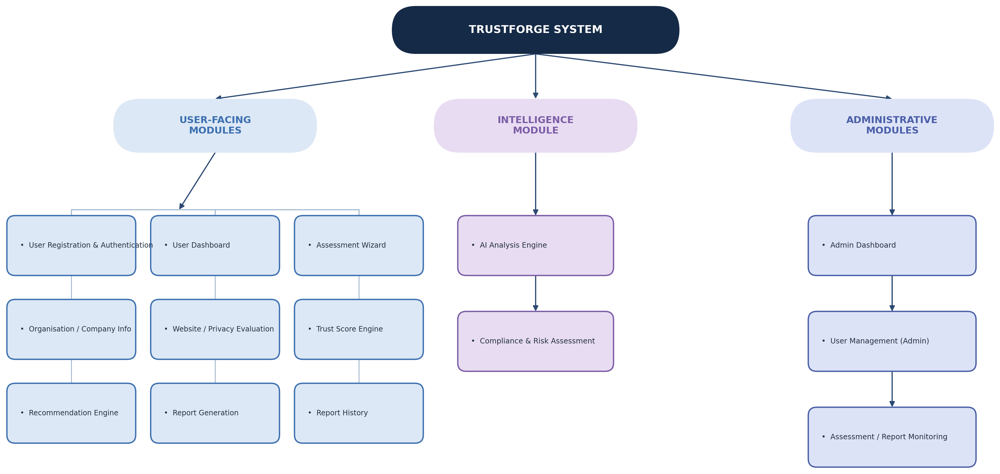 TRUSTFORGE SYSTEM
USER-FACING
MODULES
INTELLIGENCE
MODULE
ADMINISTRATIVE
MODULES
• User Registration & Authentication
• User Dashboard
• Assessment Wizard
• AI Analysis Engine
• Admin Dashboard
• Organisation / Company Info
• Website / Privacy Evaluation
• Trust Score Engine
• Compliance & Risk Assessment
• User Management (Admin)
• Recommendation Engine
• Report Generation
• Report History
• Assessment / Report Monitoring